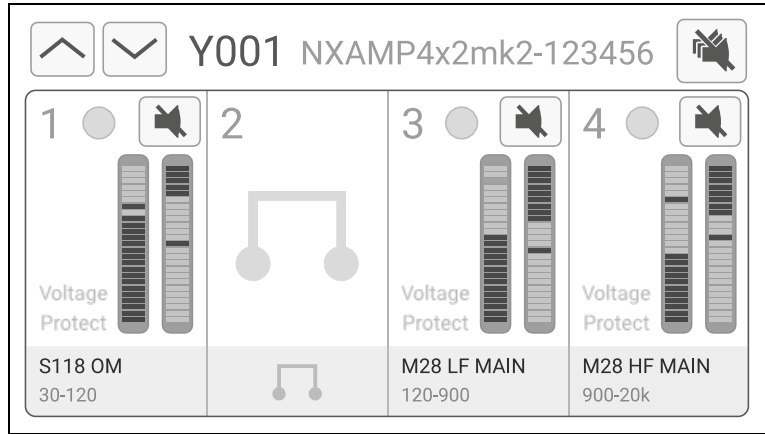 Y001 NXAMP4x2mk2-123456
1
2
3
4
Voltage
Protect
Voltage
Protect
Voltage
Protect
S118 OM
30-120
M28 LF MAIN
120-900
M28 HF MAIN
900-20k